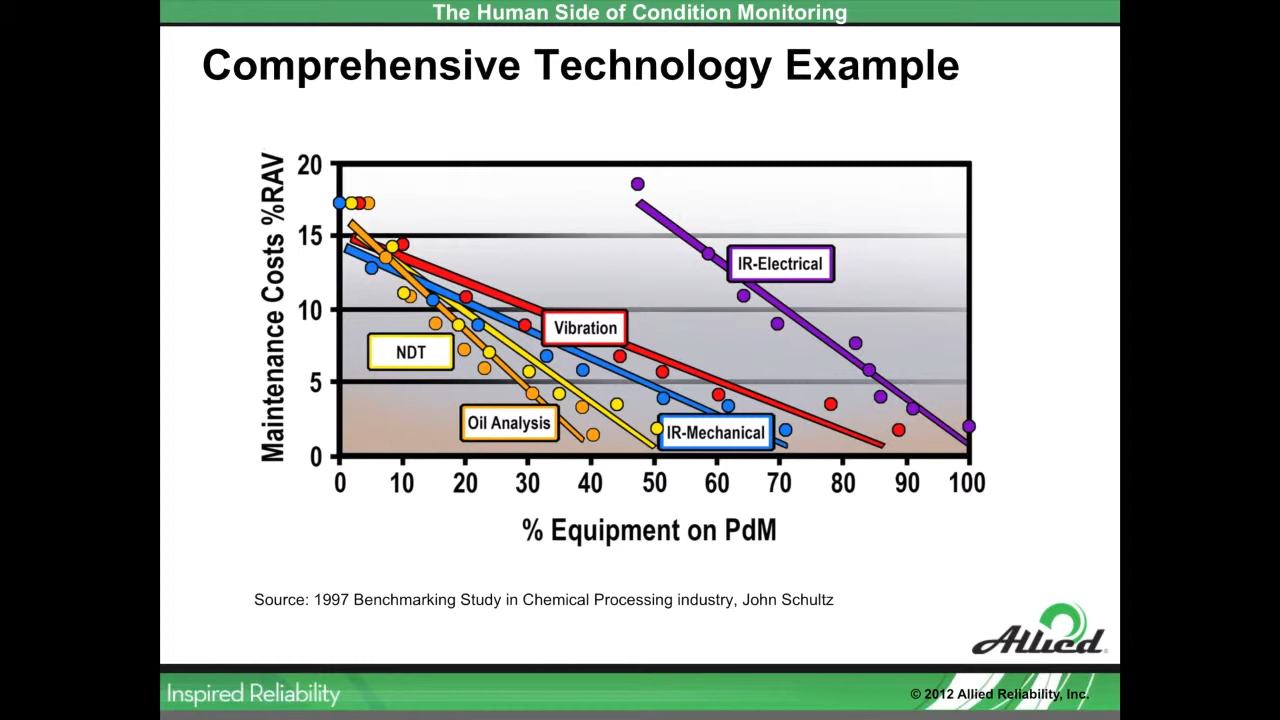 The Human Side of Condition Monitoring
Comprehensive Technology Example
Maintenance Costs %RAV
20
15
10
5
0
IR-Electrical
Vibration
NDT
Oil Analysis
IR-Mechanical
0 10 20 30 40 50 60 70 80 90 100
% Equipment on PdM
Source: 1997 Benchmarking Study in Chemical Processing industry, John Schultz
Allied
Inspired Reliability
© 2012 Allied Reliability, Inc.